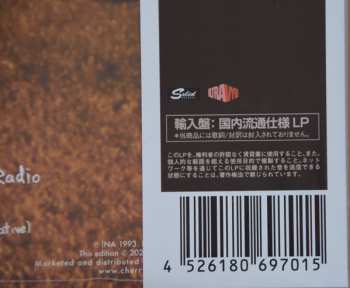 Solid
URAVYO
輸入盤：国内流通仕様 LP
＊当商品には歌詞/対訳は封入されておりません。
このLPを、権利者の許諾なく賃貸業に使用すること、また、
個人的な範囲を超える使用目的で複製すること、ネット
ワーク等を通じてこのLPに収録された音を送信できる
状態にすることは、著作権法で禁じられています。
Radio
stive)
℗ INA 1993.
This edition © 202
Marketed and distributed
www.cherr
4 526180 697015